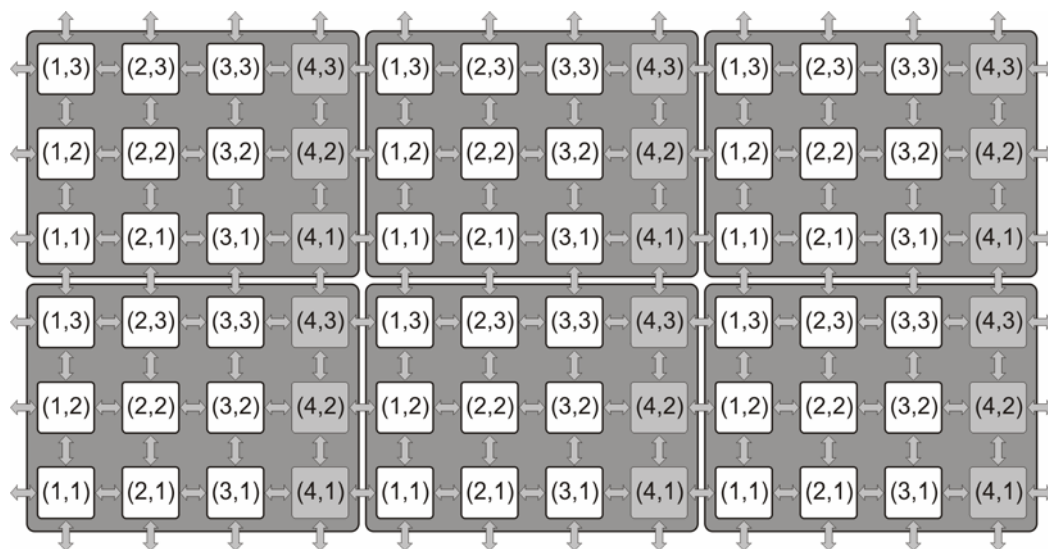 (1,3) (2,3) (3,3) (4,3) (1,3) (2,3) (3,3) (4,3) (1,3) (2,3) (3,3) (4,3)
(1,2) (2,2) (3,2) (4,2) (1,2) (2,2) (3,2) (4,2) (1,2) (2,2) (3,2) (4,2)
(1,1) (2,1) (3,1) (4,1) (1,1) (2,1) (3,1) (4,1) (1,1) (2,1) (3,1) (4,1)
(1,3) (2,3) (3,3) (4,3) (1,3) (2,3) (3,3) (4,3) (1,3) (2,3) (3,3) (4,3)
(1,2) (2,2) (3,2) (4,2) (1,2) (2,2) (3,2) (4,2) (1,2) (2,2) (3,2) (4,2)
(1,1) (2,1) (3,1) (4,1) (1,1) (2,1) (3,1) (4,1) (1,1) (2,1) (3,1) (4,1)